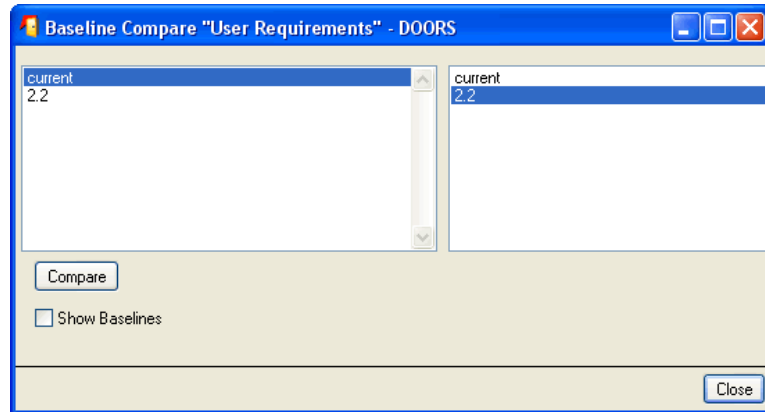 Baseline Compare "User Requirements" - DOORS
current
2.2
current
2.2
Compare
Show Baselines
Close